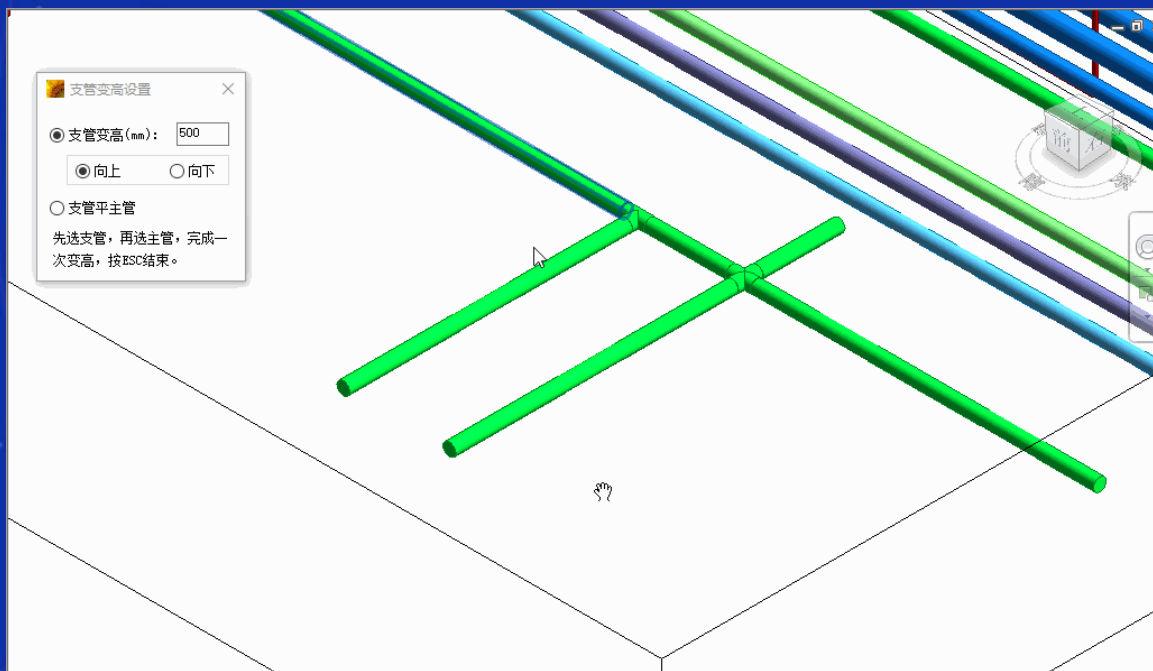 支管变高设置
支管变高(mm): 500
向上 向下
支管平主管
先选支管，再选主管，完成一
次变高，按ESC结束。
前